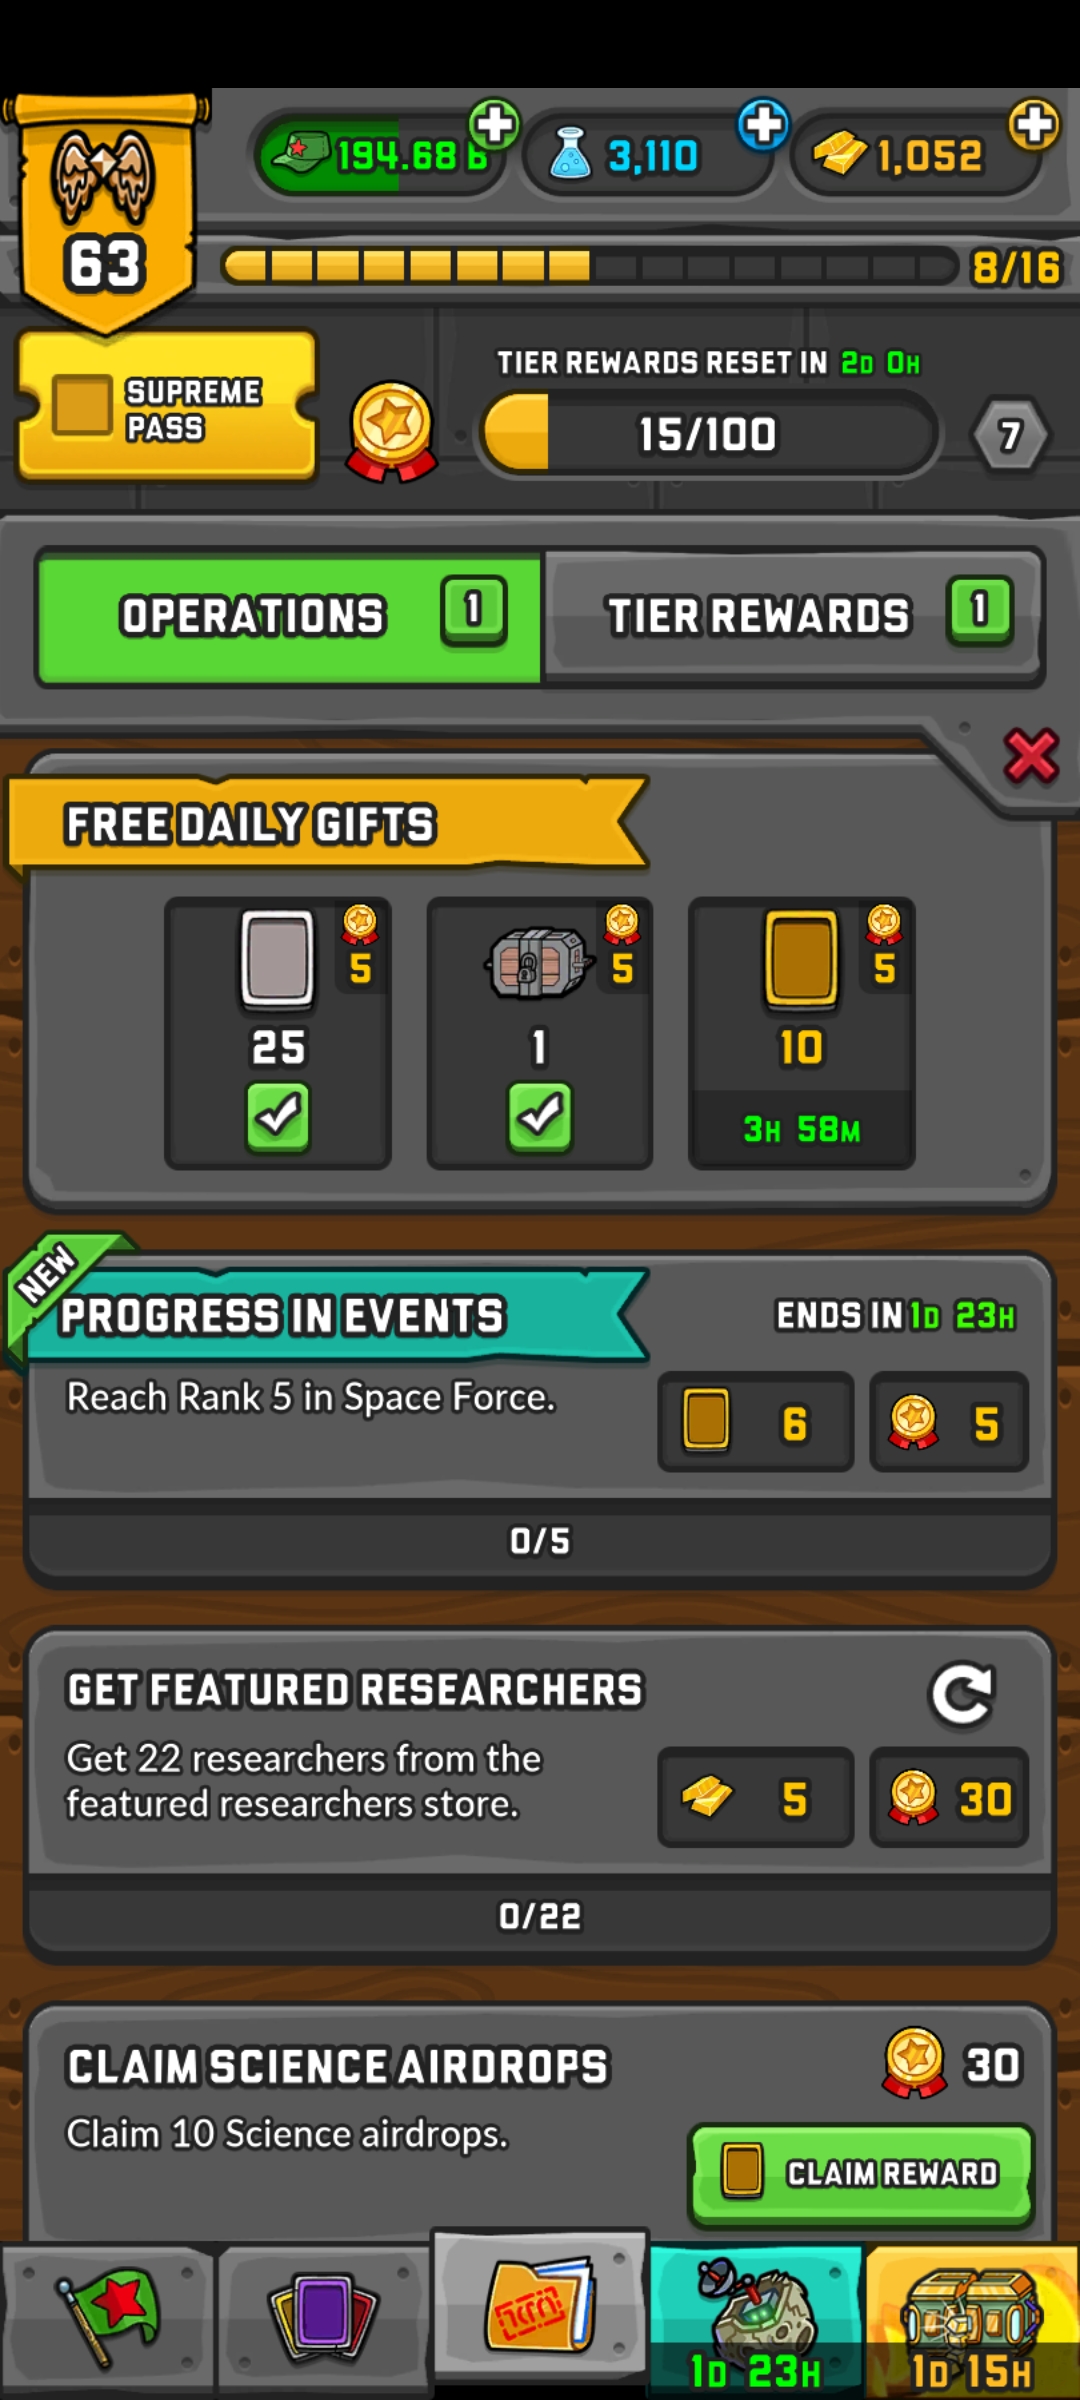 194.68 B
3,110
1,052
63
8/16
SUPREME
PASS
TIER REWARDS RESET IN 2D 0H
15/100
7
OPERATIONS 1
TIER REWARDS 1
FREE DAILY GIFTS
5
5
5
25
1
10
3H 58M
NEW
PROGRESS IN EVENTS
ENDS IN 1D 23H
Reach Rank 5 in Space Force.
6
5
0/5
GET FEATURED RESEARCHERS
Get 22 researchers from the
featured researchers store.
5
30
0/22
CLAIM SCIENCE AIRDROPS
30
Claim 10 Science airdrops.
CLAIM REWARD
1D 23H
1D 15H